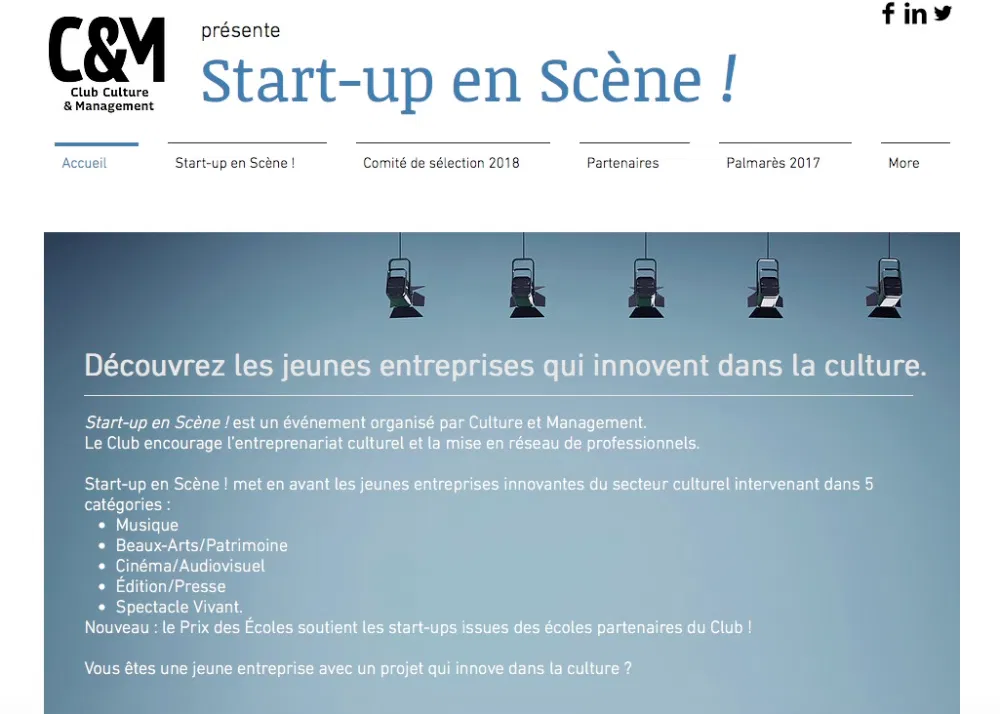 C&M
Club Culture
& Management
présente
Start-up en Scène !
f in
Accueil
Start-up en Scène !
Comité de sélection 2018
Partenaires
Palmarès 2017
More
Découvrez les jeunes entreprises qui innovent dans la culture.
Start-up en Scène ! est un événement organisé par Culture et Management.
Le Club encourage l'entreprenariat culturel et la mise en réseau de professionnels.
Start-up en Scène ! met en avant les jeunes entreprises innovantes du secteur culturel intervenant dans 5
catégories :
• Musique
• Beaux-Arts/Patrimoine
• Cinéma/Audiovisuel
• Édition/Presse
• Spectacle Vivant.
Nouveau : le Prix des Écoles soutient les start-ups issues des écoles partenaires du Club !
Vous êtes une jeune entreprise avec un projet qui innove dans la culture ?